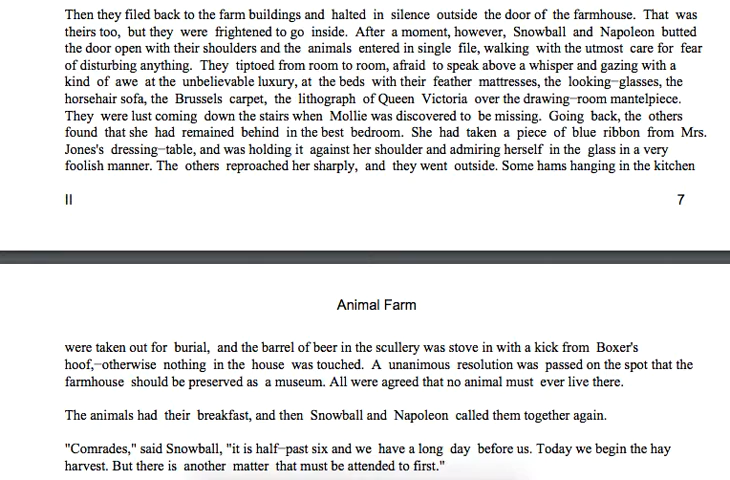 Then they filed back to the farm buildings and halted in silence outside the door of the farmhouse. That was
theirs too, but they were frightened to go inside. After a moment, however, Snowball and Napoleon butted
the door open with their shoulders and the animals entered in single file, walking with the utmost care for fear
of disturbing anything. They tiptoed from room to room, afraid to speak above a whisper and gazing with a
kind of awe at the unbelievable luxury, at the beds with their feather mattresses, the looking-glasses, the
horsehair sofa, the Brussels carpet, the lithograph of Queen Victoria over the drawing-room mantelpiece.
They were lust coming down the stairs when Mollie was discovered to be missing. Going back, the others
found that she had remained behind in the best bedroom. She had taken a piece of blue ribbon from Mrs.
Jones's dressing-table, and was holding it against her shoulder and admiring herself in the glass in a very
foolish manner. The others reproached her sharply, and they went outside. Some hams hanging in the kitchen
II 7
Animal Farm
were taken out for burial, and the barrel of beer in the scullery was stove in with a kick from Boxer's
hoof,-otherwise nothing in the house was touched. A unanimous resolution was passed on the spot that the
farmhouse should be preserved as a museum. All were agreed that no animal must ever live there.
The animals had their breakfast, and then Snowball and Napoleon called them together again.
"Comrades," said Snowball, "it is half-past six and we have a long day before us. Today we begin the hay
harvest. But there is another matter that must be attended to first."